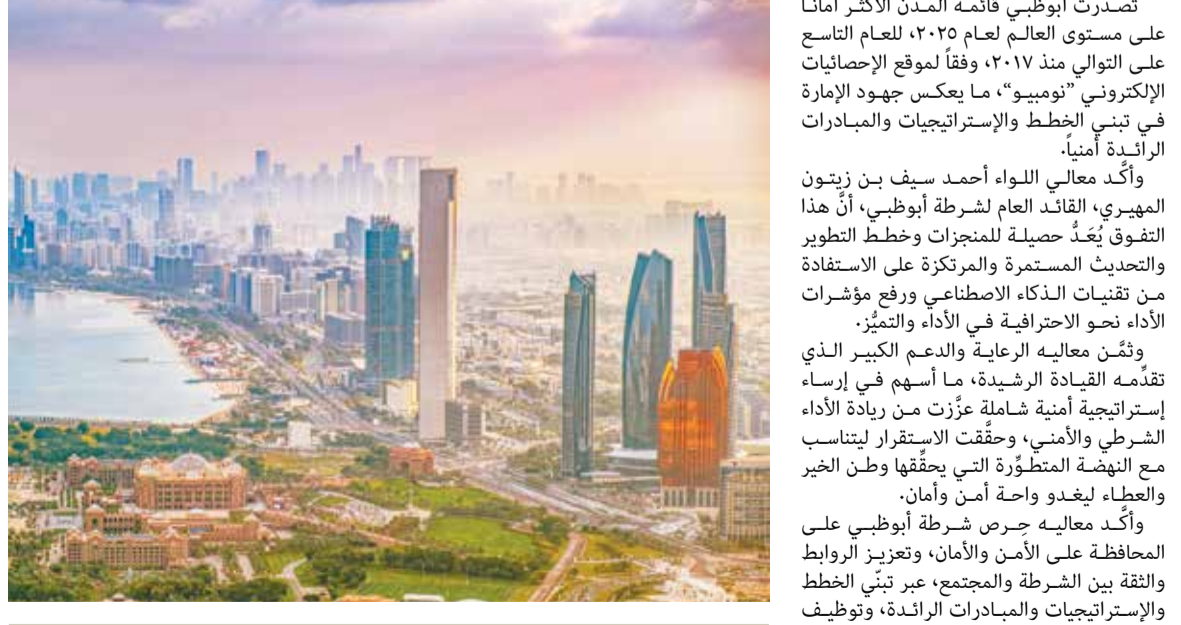 تصدرت أبوظبي قائمة المدن الأكثر أماناً
على مستوى العالم لعام ٢٠٢٥، للعام التاسع
على التوالي منذ ٢٠١٧، وفقاً لموقع الإحصائيات
الإلكتروني ”نومبيو“، ما يعكس جهود الإمارة
في تبني الخطط والإستراتيجيات والمبادرات
الرائدة أمنياً.
وأكَّد معالي اللواء أحمد سيف بن زيتون
المهيري، القائد العام لشرطة أبوظبي، أنَّ هذا
التفوق يُعَدُّ حصيلة للمنجزات وخطط التطوير
والتحديث المستمرة والمرتكزة على الاستفادة
من تقنيات الذكاء الاصطناعي ورفع مؤشرات
الأداء نحو الاحترافية في الأداء والتميُّز.
وثمَّن معاليه الرعاية والدعم الكبير الذي
تقدِّمه القيادة الرشيدة، ما أسهم في إرساء
إستراتيجية أمنية شاملة عزَّزت من ريادة الأداء
الشرطي والأمني، وحقَّقت الاستقرار ليتناسب
مع النهضة المتطوِّرة التي يحقِّقها وطن الخير
والعطاء ليغدو واحة أمن وأمان.
وأكَّد معاليه حِرص شرطة أبوظبي على
المحافظة على الأمن والأمان، وتعزيز الروابط
والثقة بين الشرطة والمجتمع، عبر تبنّي الخطط
والإستراتيجيات والمبادرات الرائدة، وتوظيف